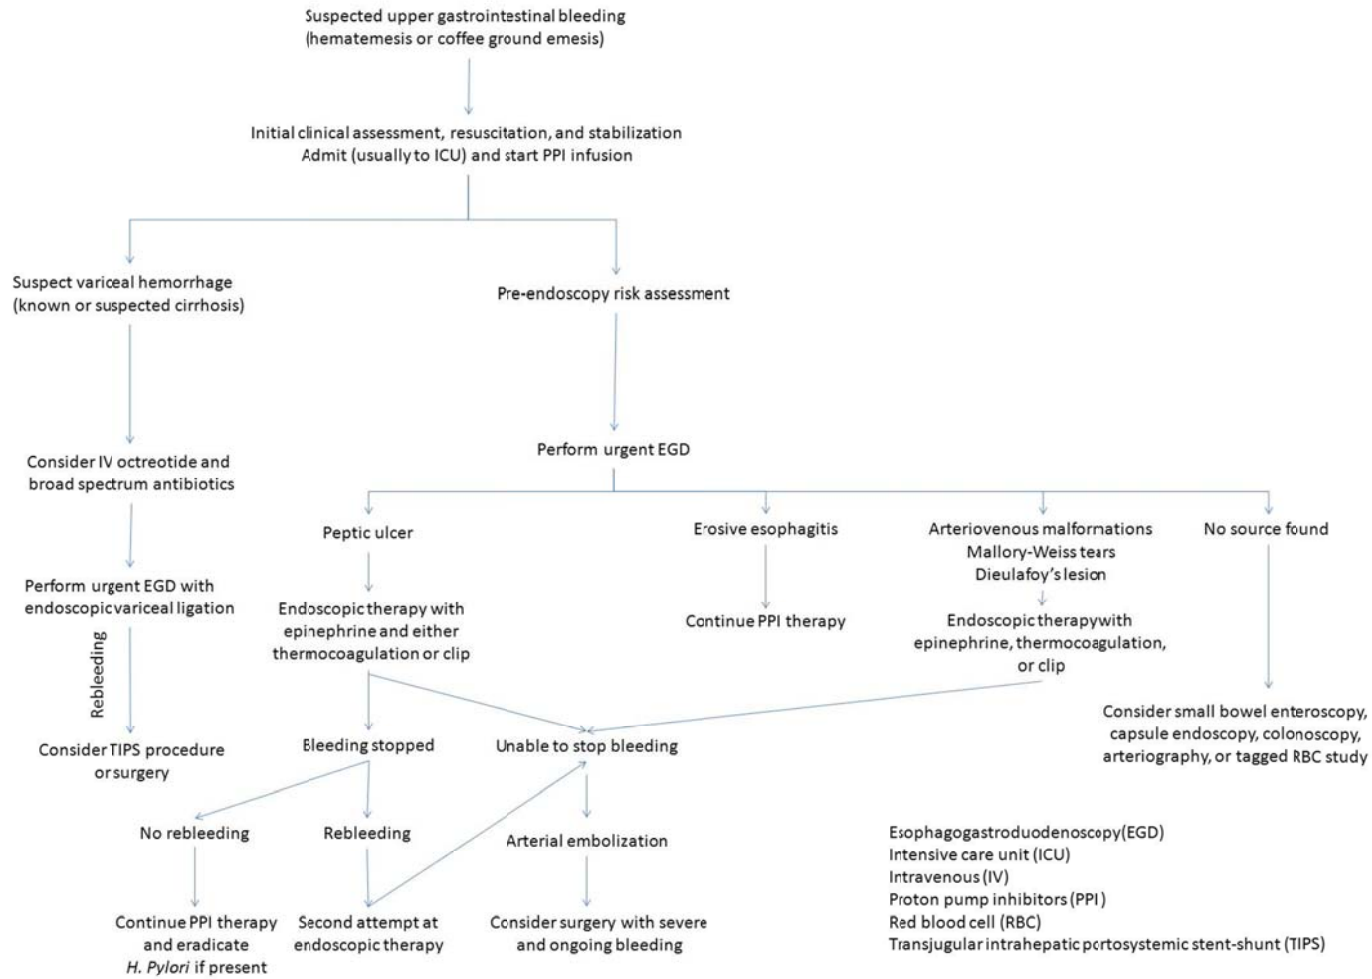 Suspected upper gastrointestinal bleeding
(hematemesis or coffee ground emesis)
Initial clinical assessment, resuscitation, and stabilization
Admit (usually to ICU) and start PPI infusion
Suspect variceal hemorrhage
(known or suspected cirrhosis)
Pre-endoscopy risk assessment
Consider IV octreotide and
broad spectrum antibiotics
Perform urgent EGD
Peptic ulcer
Erosive esophagitis
Arteriovenous malformations
Mallory-Weiss tears
Dieulafoy's lesion
No source found
Perform urgent EGD with
endoscopic variceal ligation
Endoscopic therapy with
epinephrine and either
thermocoagulation or clip
Continue PPI therapy
Endoscopic therapy with
epinephrine, thermocoagulation,
or clip
Rebleeding
Consider TIPS procedure
or surgery
Bleeding stopped
Unable to stop bleeding
Consider small bowel enteroscopy,
capsule endoscopy, colonoscopy,
arteriography, or tagged RBC study
No rebleeding
Rebleeding
Arterial embolization
Continue PPI therapy
and eradicate
H. Pylori if present
Second attempt at
endoscopic therapy
Consider surgery with severe
and ongoing bleeding
Esophagogastroduodenoscopy (EGD)
Intensive care unit (ICU)
Intravenous (IV)
Proton pump inhibitors (PPI)
Red blood cell (RBC)
Transjugular intrahepatic portosystemic stent-shunt (TIPS)